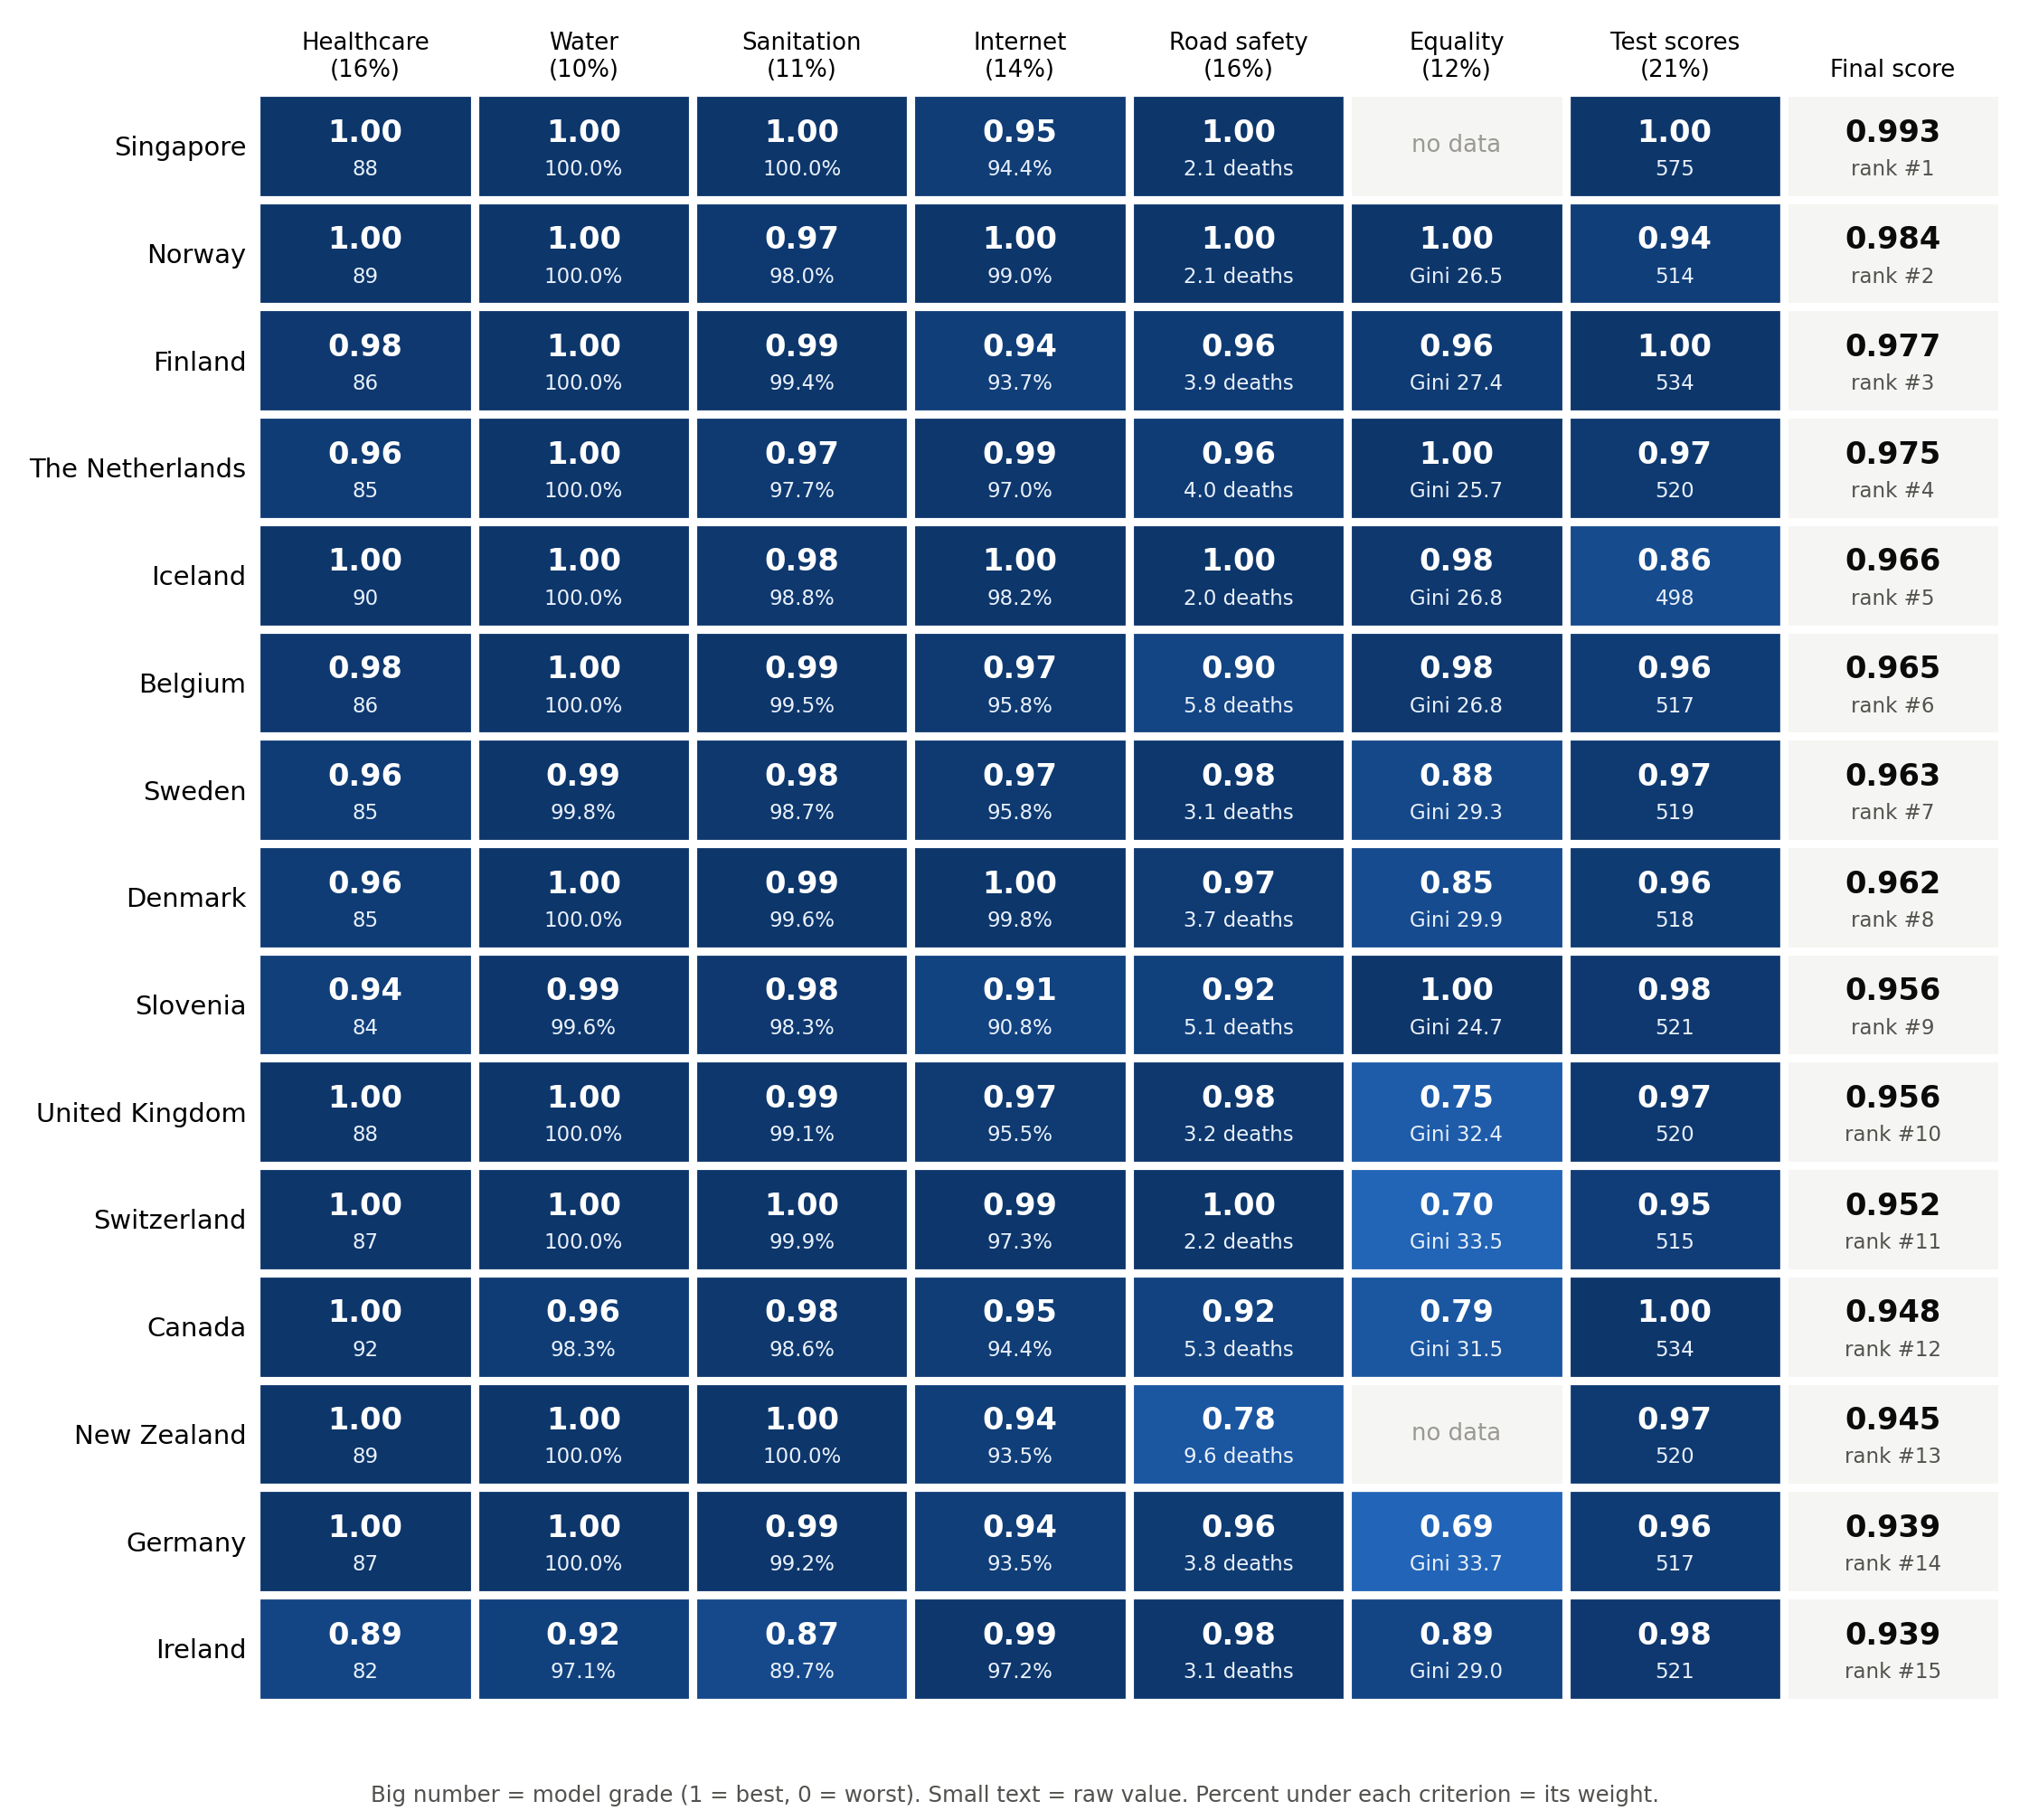 Healthcare Water Sanitation Internet Road safety Equality Test scores
(16%) (10%) (11%) (14%) (16%) (12%) (21%) Final score
1.00 1.00 1.00 0.95 1.00 1.00 0.993
Singapore no data
88 100.0% 100.0% 94.4% 2.1 deaths 575 rank #1
1.00 1.00 0.97 1.00 1.00 1.00 0.94 0.984
Norway
89 100.0% 98.0% 99.0% 2.1 deaths Gini 26.5 514 rank #2
0.98 1.00 0.99 0.94 0.96 0.96 1.00 0.977
Finland
86 100.0% 99.4% 93.7% 3.9 deaths Gini 27.4 534 rank #3
0.96 1.00 0.97 0.99 0.96 1.00 0.97 0.975
The Netherlands
85 100.0% 97.7% 97.0% 4.0 deaths Gini 25.7 520 rank #4
1.00 1.00 0.98 1.00 1.00 0.98 0.86 0.966
Iceland
90 100.0% 98.8% 98.2% 2.0 deaths Gini 26.8 498 rank #5
0.98 1.00 0.99 0.97 0.90 0.98 0.96 0.965
Belgium
86 100.0% 99.5% 95.8% 5.8 deaths Gini 26.8 517 rank #6
0.96 0.99 0.98 0.97 0.98 0.88 0.97 0.963
Sweden
85 99.8% 98.7% 95.8% 3.1 deaths Gini 29.3 519 rank #7
0.96 1.00 0.99 1.00 0.97 0.85 0.96 0.962
Denmark
85 100.0% 99.6% 99.8% 3.7 deaths Gini 29.9 518 rank #8
0.94 0.99 0.98 0.91 0.92 1.00 0.98 0.956
Slovenia
84 99.6% 98.3% 90.8% 5.1 deaths Gini 24.7 521 rank #9
1.00 1.00 0.99 0.97 0.98 0.75 0.97 0.956
United Kingdom
88 100.0% 99.1% 95.5% 3.2 deaths Gini 32.4 520 rank #10
1.00 1.00 1.00 0.99 1.00 0.70 0.95 0.952
Switzerland
87 100.0% 99.9% 97.3% 2.2 deaths Gini 33.5 515 rank #11
1.00 0.96 0.98 0.95 0.92 0.79 1.00 0.948
Canada
92 98.3% 98.6% 94.4% 5.3 deaths Gini 31.5 534 rank #12
1.00 1.00 1.00 0.94 0.78 0.97 0.945
New Zealand no data
89 100.0% 100.0% 93.5% 9.6 deaths 520 rank #13
1.00 1.00 0.99 0.94 0.96 0.69 0.96 0.939
Germany
87 100.0% 99.2% 93.5% 3.8 deaths Gini 33.7 517 rank #14
0.89 0.92 0.87 0.99 0.98 0.89 0.98 0.939
Ireland
82 97.1% 89.7% 97.2% 3.1 deaths Gini 29.0 521 rank #15
Big number = model grade (1 = best, 0 = worst). Small text = raw value. Percent under each criterion = its weight.